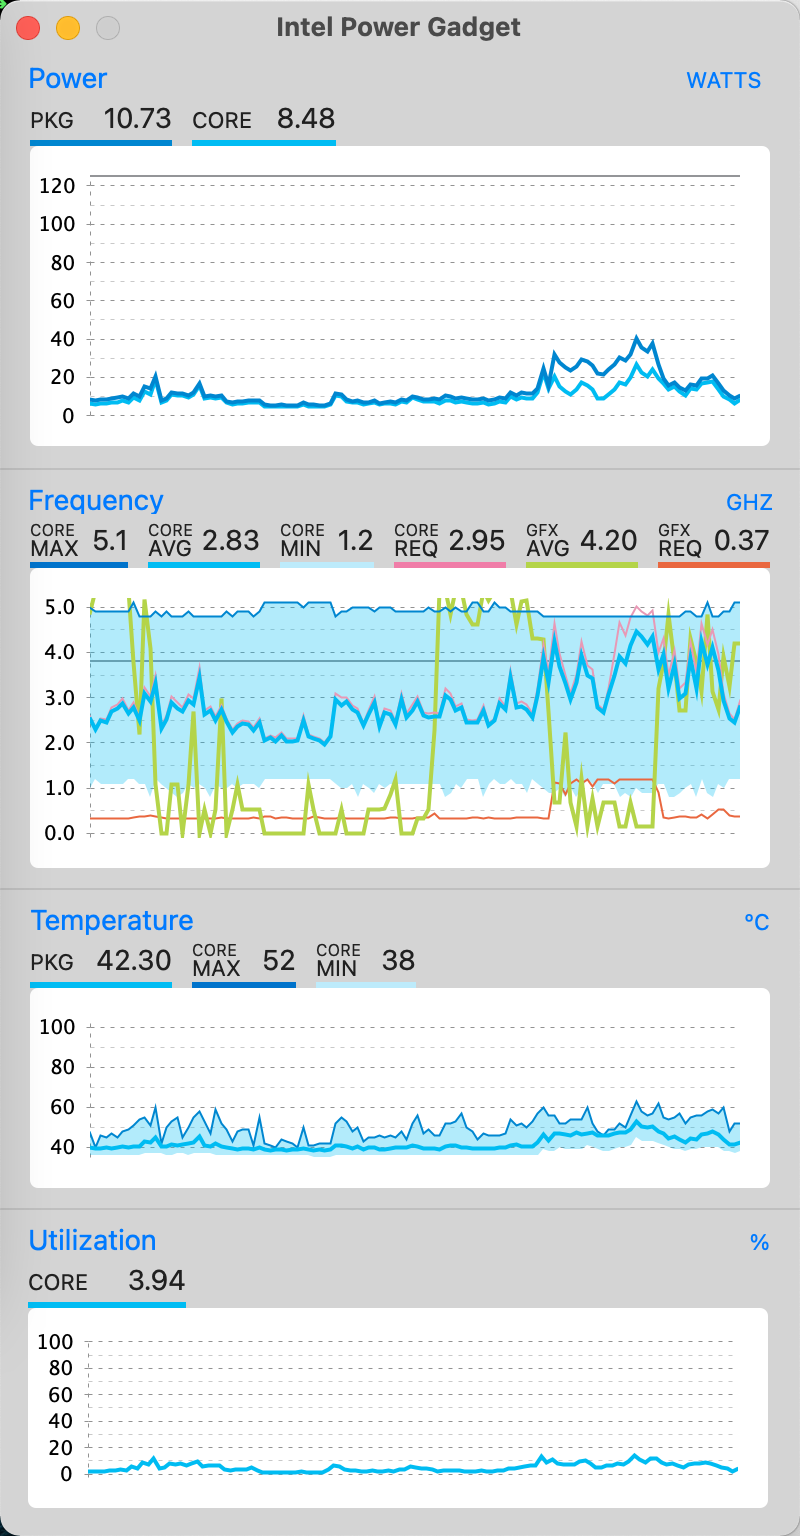 Intel Power Gadget
Power WATTS
PKG 10.73 CORE 8.48
120
100
80
60
40
20
0
Frequency GHZ
CORE MAX 5.1 CORE AVG 2.83 CORE MIN 1.2 CORE REQ 2.95 GFX AVG 4.20 GFX REQ 0.37
5.0
4.0
3.0
2.0
1.0
0.0
Temperature °C
PKG 42.30 CORE MAX 52 CORE MIN 38
100
80
60
40
Utilization %
CORE 3.94
100
80
60
40
20
0